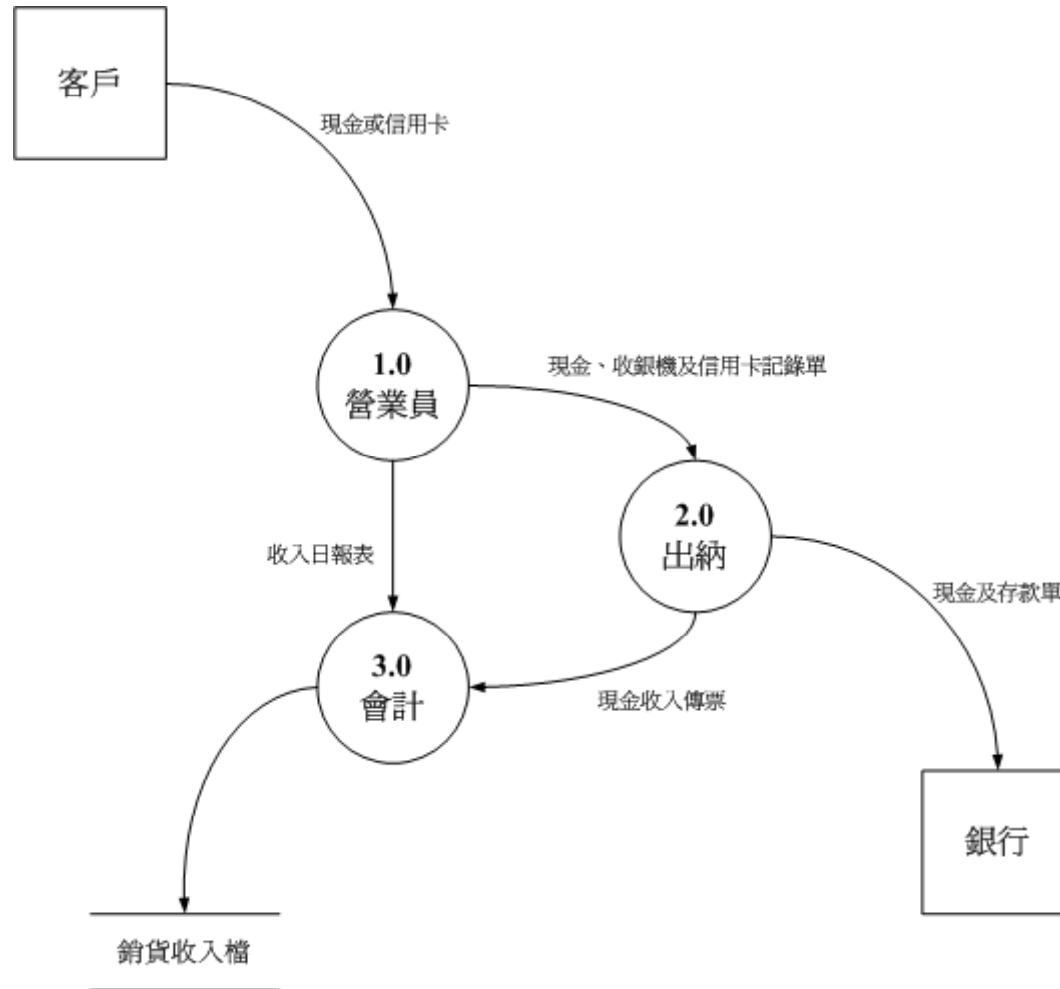 客戶
現金或信用卡
1.0
營業員
現金、收銀機及信用卡記錄單
2.0
出納
收入日報表
現金及存款單
3.0
會計
現金收入傳票
銀行
銷貨收入檔